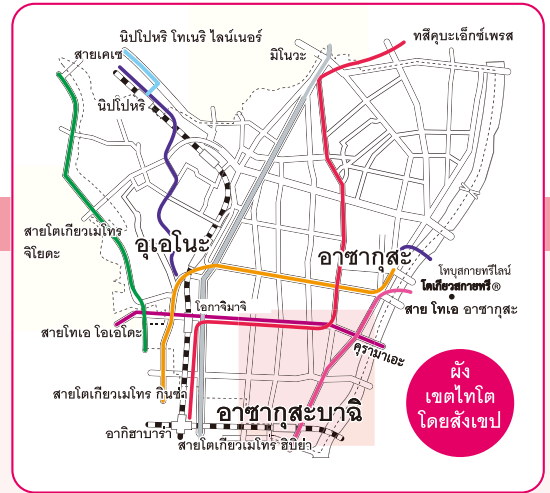 นิปโปหริ โทเนริ ไลน์เนอร์
สายเคเซ
มิโนวะ
ทสึคุบะเอ็กซ์เพรส
นิปโปหริ
สายโตเกียวเมโทร
จิโยดะ
อุเอโนะ
อาซากุสะ
โทบุสกายทรีไลน์
โตเกียวสกายทรี®
สาย โทเอ อาซากุสะ
โอกาจิมาจิ
สายโทเอ โอเอโดะ
คุรามาเอะ
ผัง
เขตไทโต
โดยสังเขป
สายโตเกียวเมโทร กินซ่า
อาซากุสะบาฉิ
อากิฮาบารา
สายโตเกียวเมโทร ฮิบิย่า